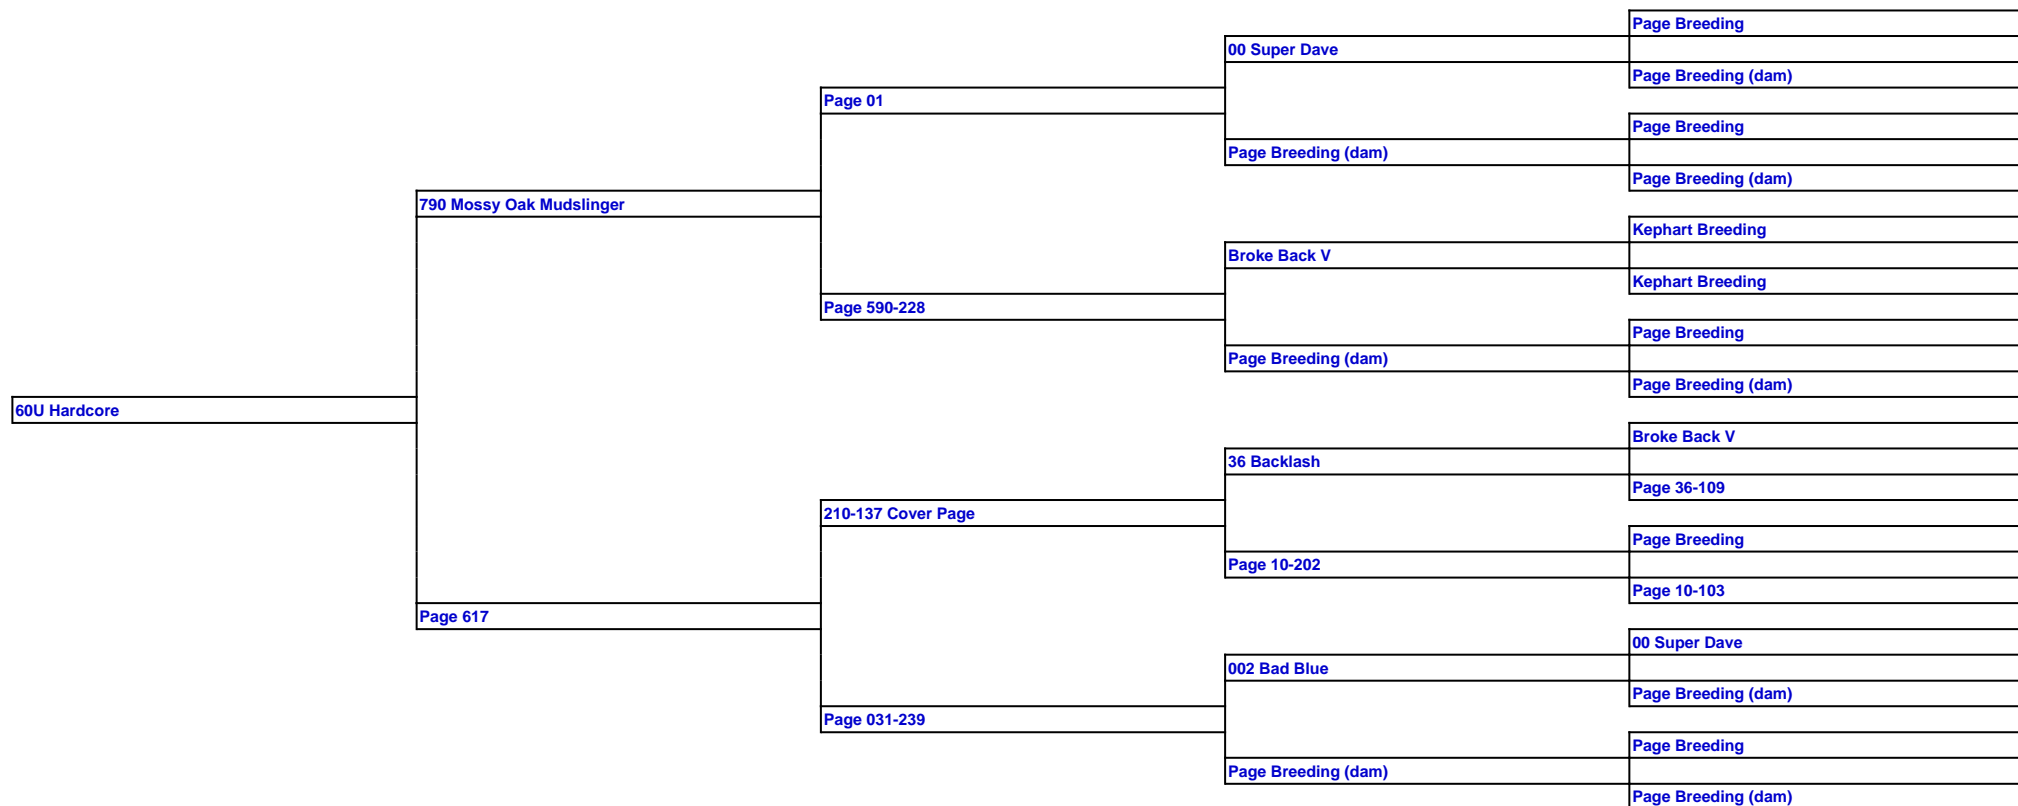 Page Breeding
00 Super Dave
Page Breeding (dam)
Page 01
Page Breeding
Page Breeding (dam)
Page Breeding (dam)
790 Mossy Oak Mudslinger
Kephart Breeding
Broke Back V
Kephart Breeding
Page 590-228
Page Breeding
Page Breeding (dam)
Page Breeding (dam)
60U Hardcore
Broke Back V
36 Backlash
Page 36-109
210-137 Cover Page
Page Breeding
Page 10-202
Page 10-103
Page 617
00 Super Dave
002 Bad Blue
Page Breeding (dam)
Page 031-239
Page Breeding
Page Breeding (dam)
Page Breeding (dam)